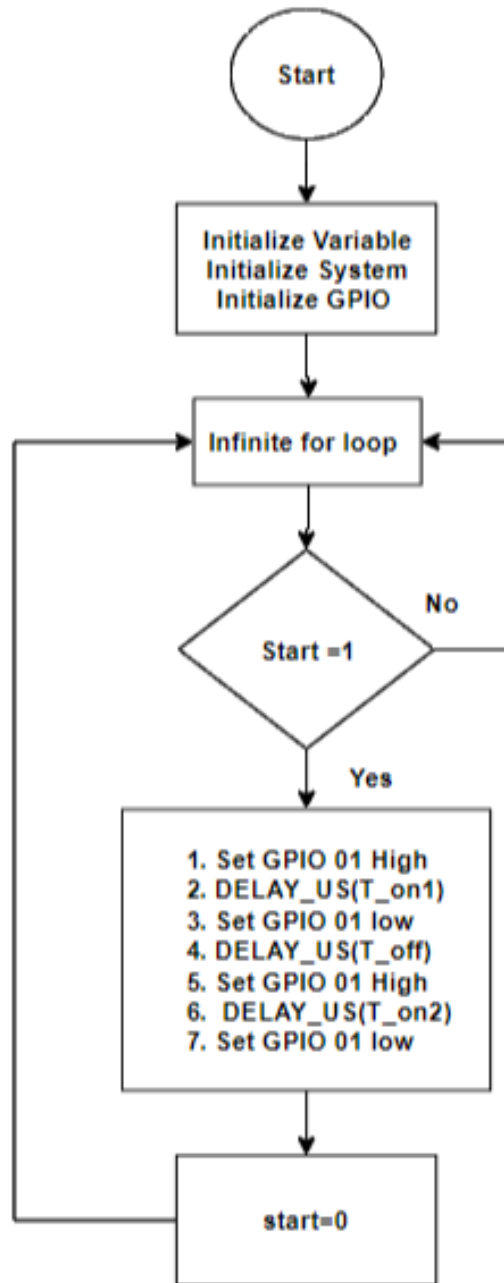 Start
Initialize Variable
Initialize System
Initialize GPIO
Infinite for loop
Start =1
No
Yes
1. Set GPIO 01 High
2. DELAY_US(T_on1)
3. Set GPIO 01 low
4. DELAY_US(T_off)
5. Set GPIO 01 High
6. DELAY_US(T_on2)
7. Set GPIO 01 low
start=0